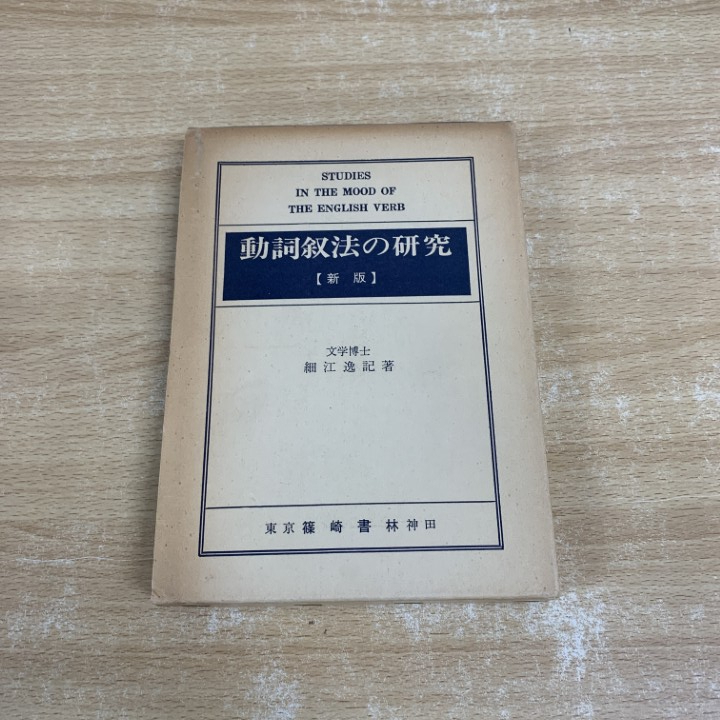 STUDIES
IN THE MOOD OF
THE ENGLISH VERB
動詞叙法の研究
【新版】
文学博士
細江逸記著
東京 篠崎書林 神田